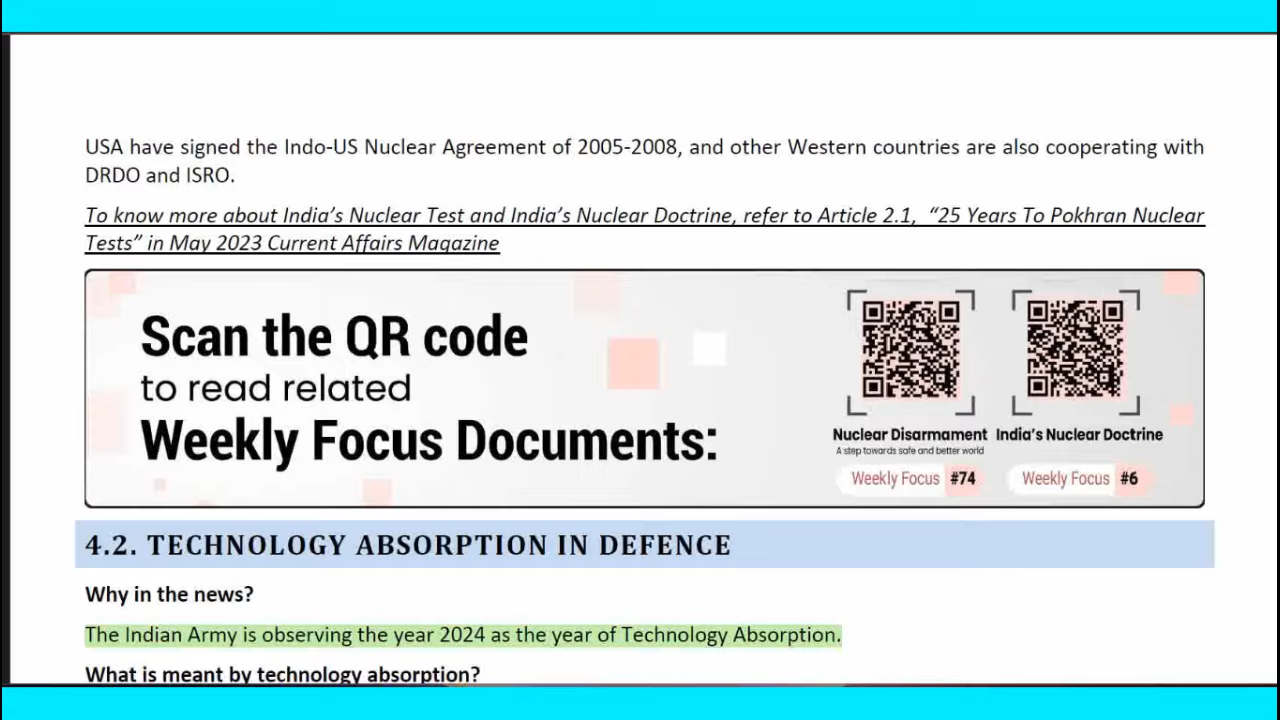 USA have signed the Indo-US Nuclear Agreement of 2005-2008, and other Western countries are also cooperating with
DRDO and ISRO.
To know more about India’s Nuclear Test and India’s Nuclear Doctrine, refer to Article 2.1, “25 Years To Pokhran Nuclear
Tests” in May 2023 Current Affairs Magazine
Scan the QR code
to read related
Weekly Focus Documents:
Nuclear Disarmament
A step towards safe and better world
Weekly Focus #74
India’s Nuclear Doctrine
Weekly Focus #6
4.2. TECHNOLOGY ABSORPTION IN DEFENCE
Why in the news?
The Indian Army is observing the year 2024 as the year of Technology Absorption.
What is meant by technology absorption?